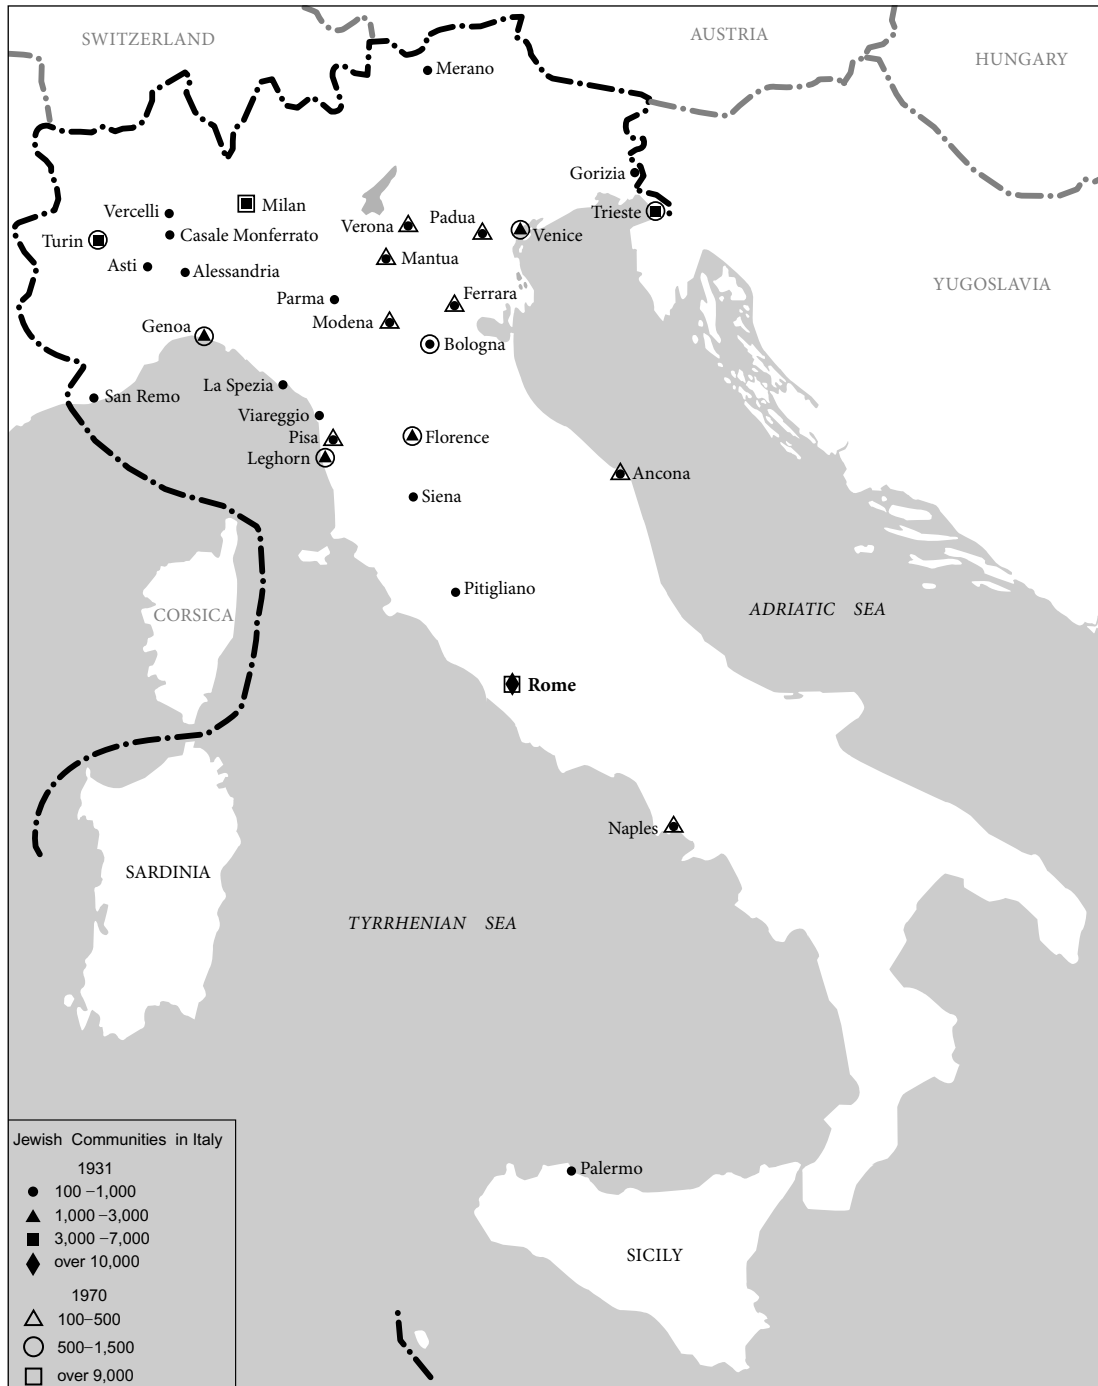 SWITZERLAND
AUSTRIA
HUNGARY
Merano
Gorizia
Vercelli
Milan
Padua
Trieste
Verona
Turin
Casale Monferrato
Venice
Asti
Alessandria
Mantua
YUGOSLAVIA
Parma
Ferrara
Modena
Genoa
Bologna
La Spezia
San Remo
Viareggio
Pisa
Florence
Leghorn
Ancona
Siena
Pitigliano
CORSICA
ADRIATIC SEA
Rome
Naples
SARDINIA
TYRRHENIAN SEA
Palermo
SICILY
Jewish Communities in Italy
1931
100 –1,000
1,000 –3,000
3,000 –7,000
over 10,000
1970
100–500
500–1,500
over 9,000